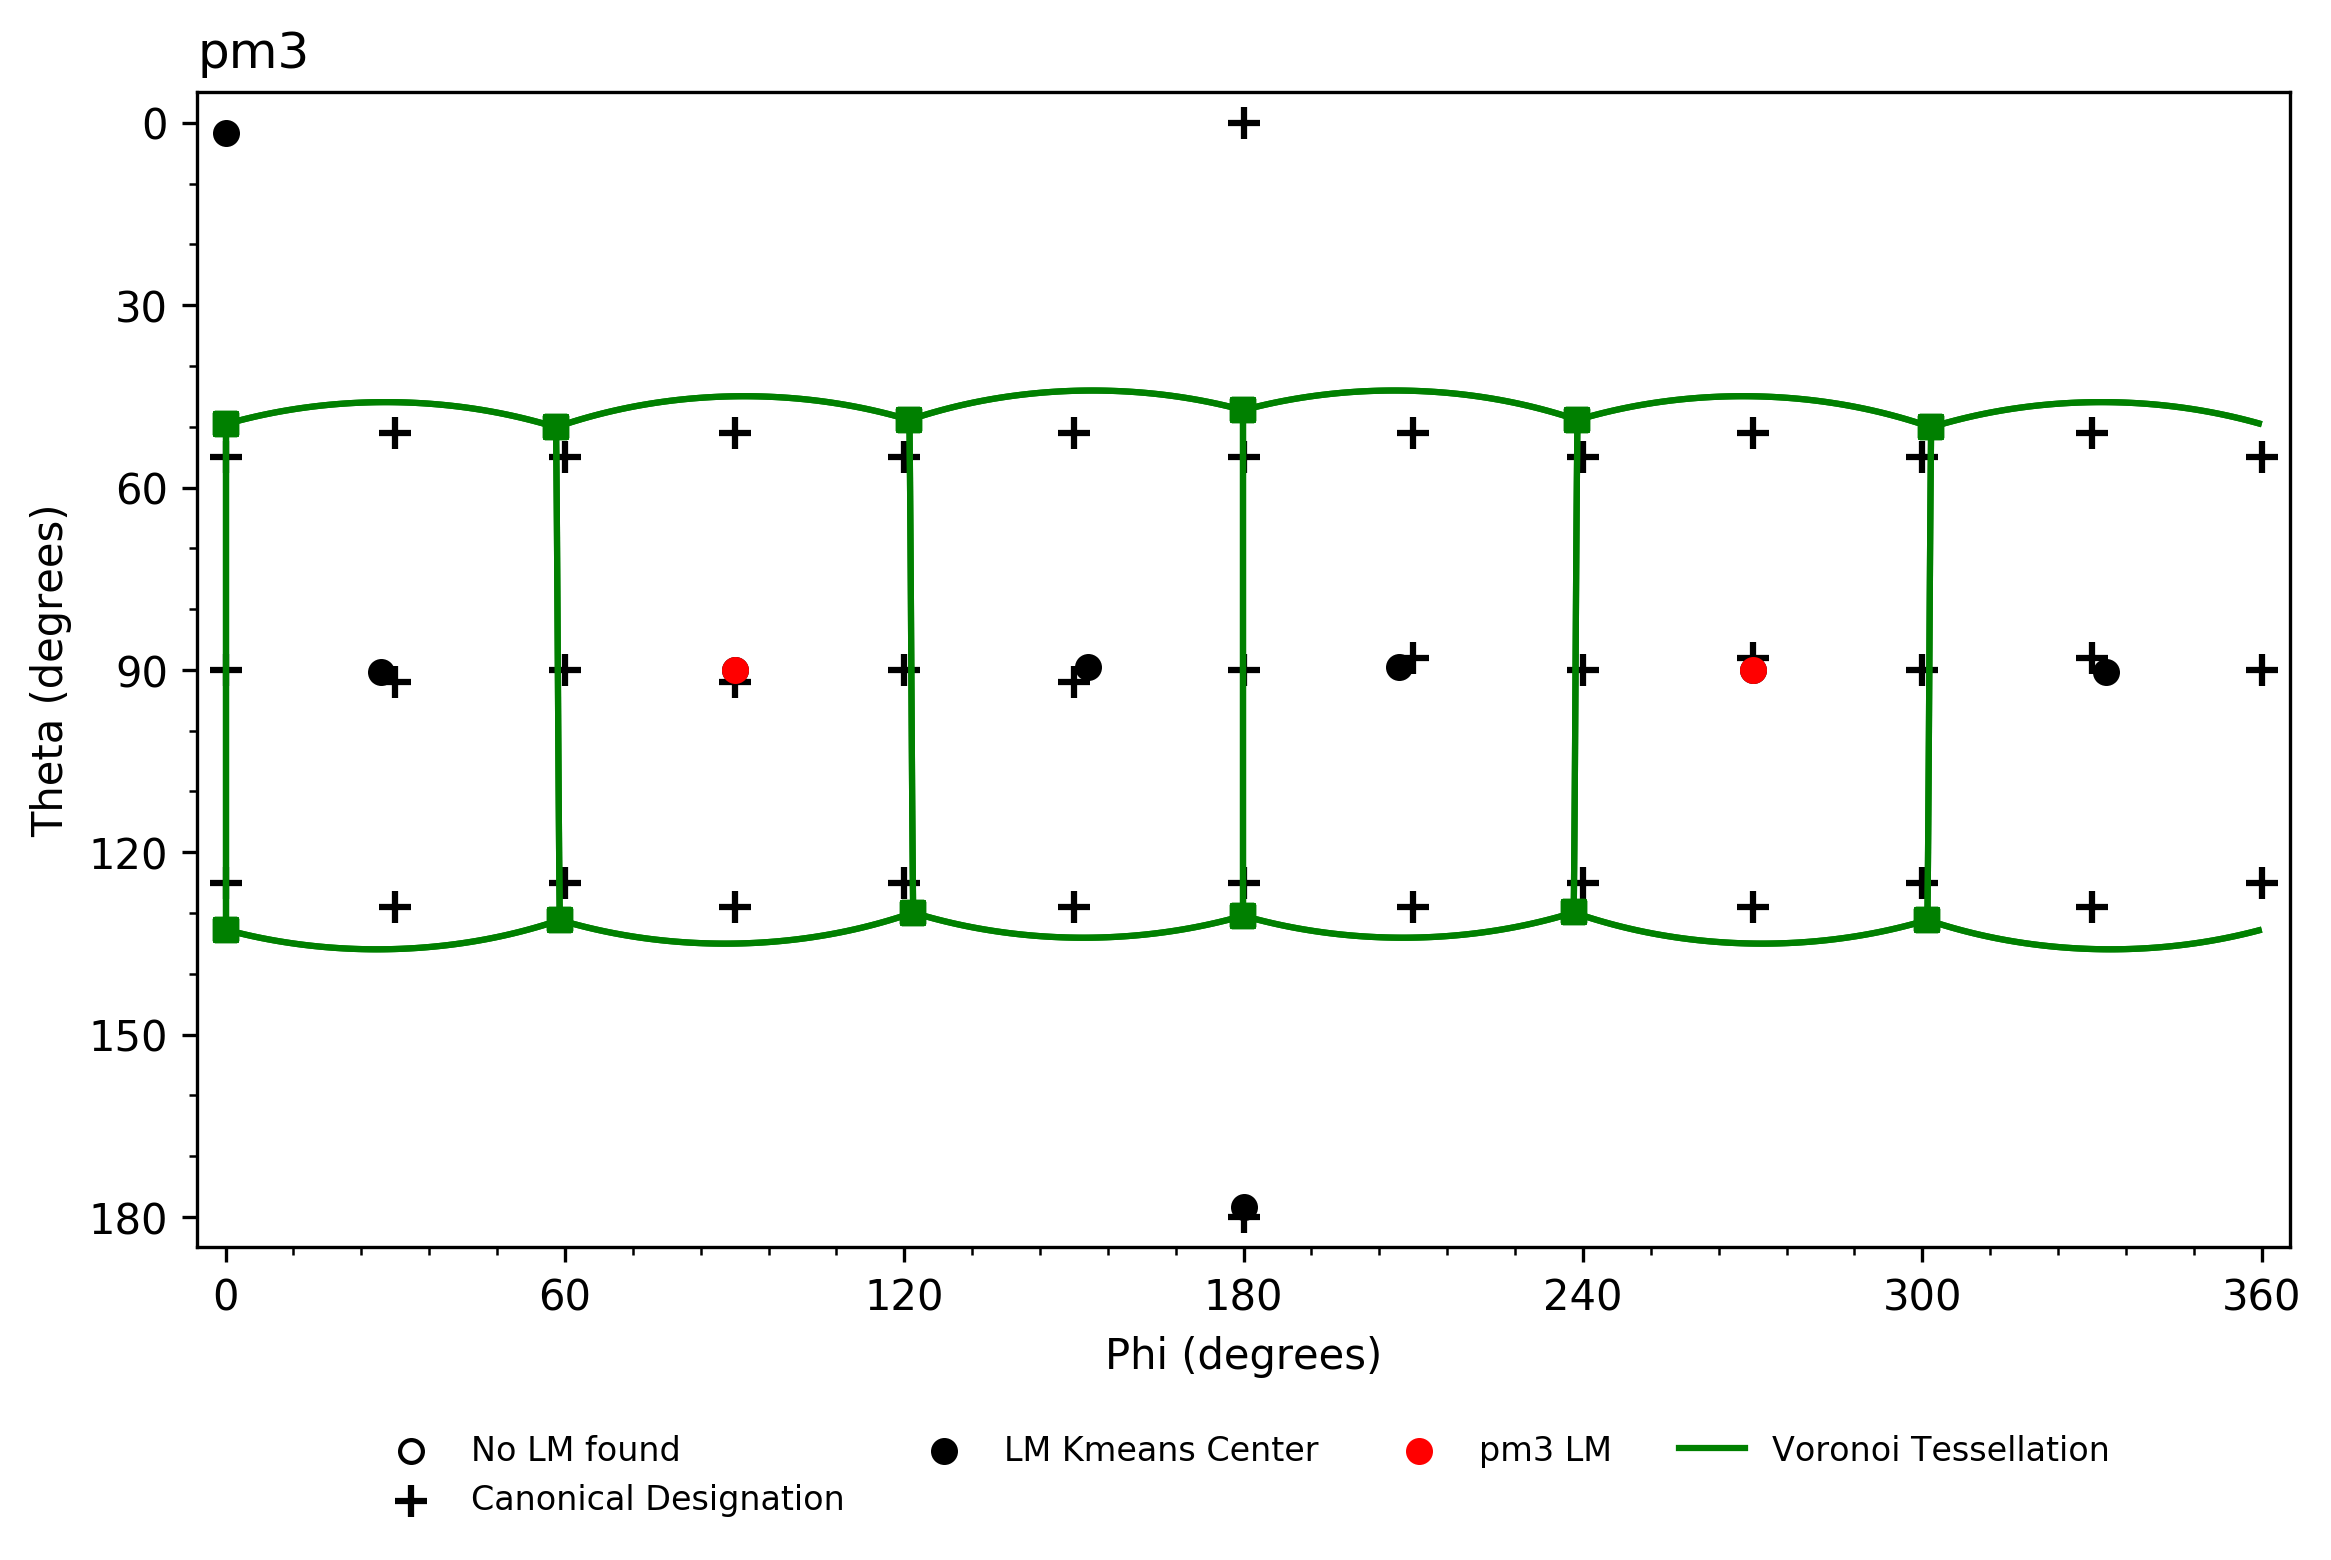 pm3
0
30
60
90
120
150
180
Theta (degrees)
0 60 120 180 240 300 360
Phi (degrees)
No LM found LM Kmeans Center pm3 LM Voronoi Tessellation
Canonical Designation